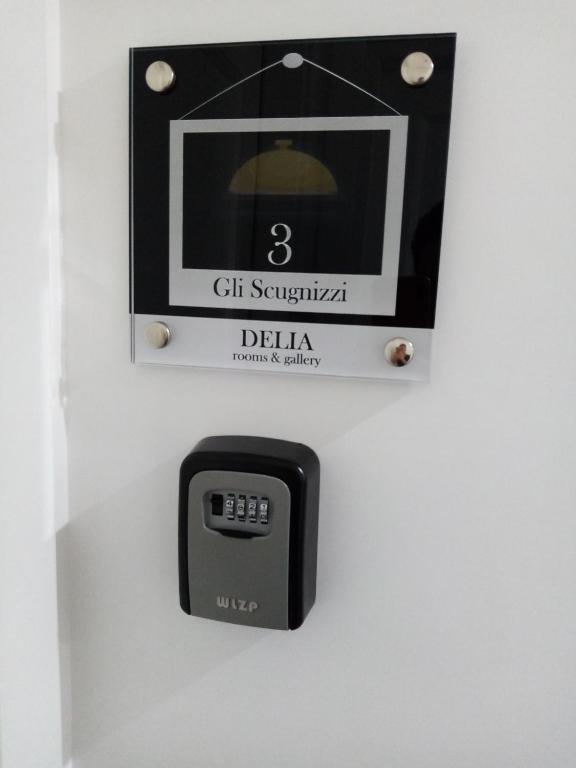 3
Gli Scugnizzi
DELIA
rooms & gallery
WLZP